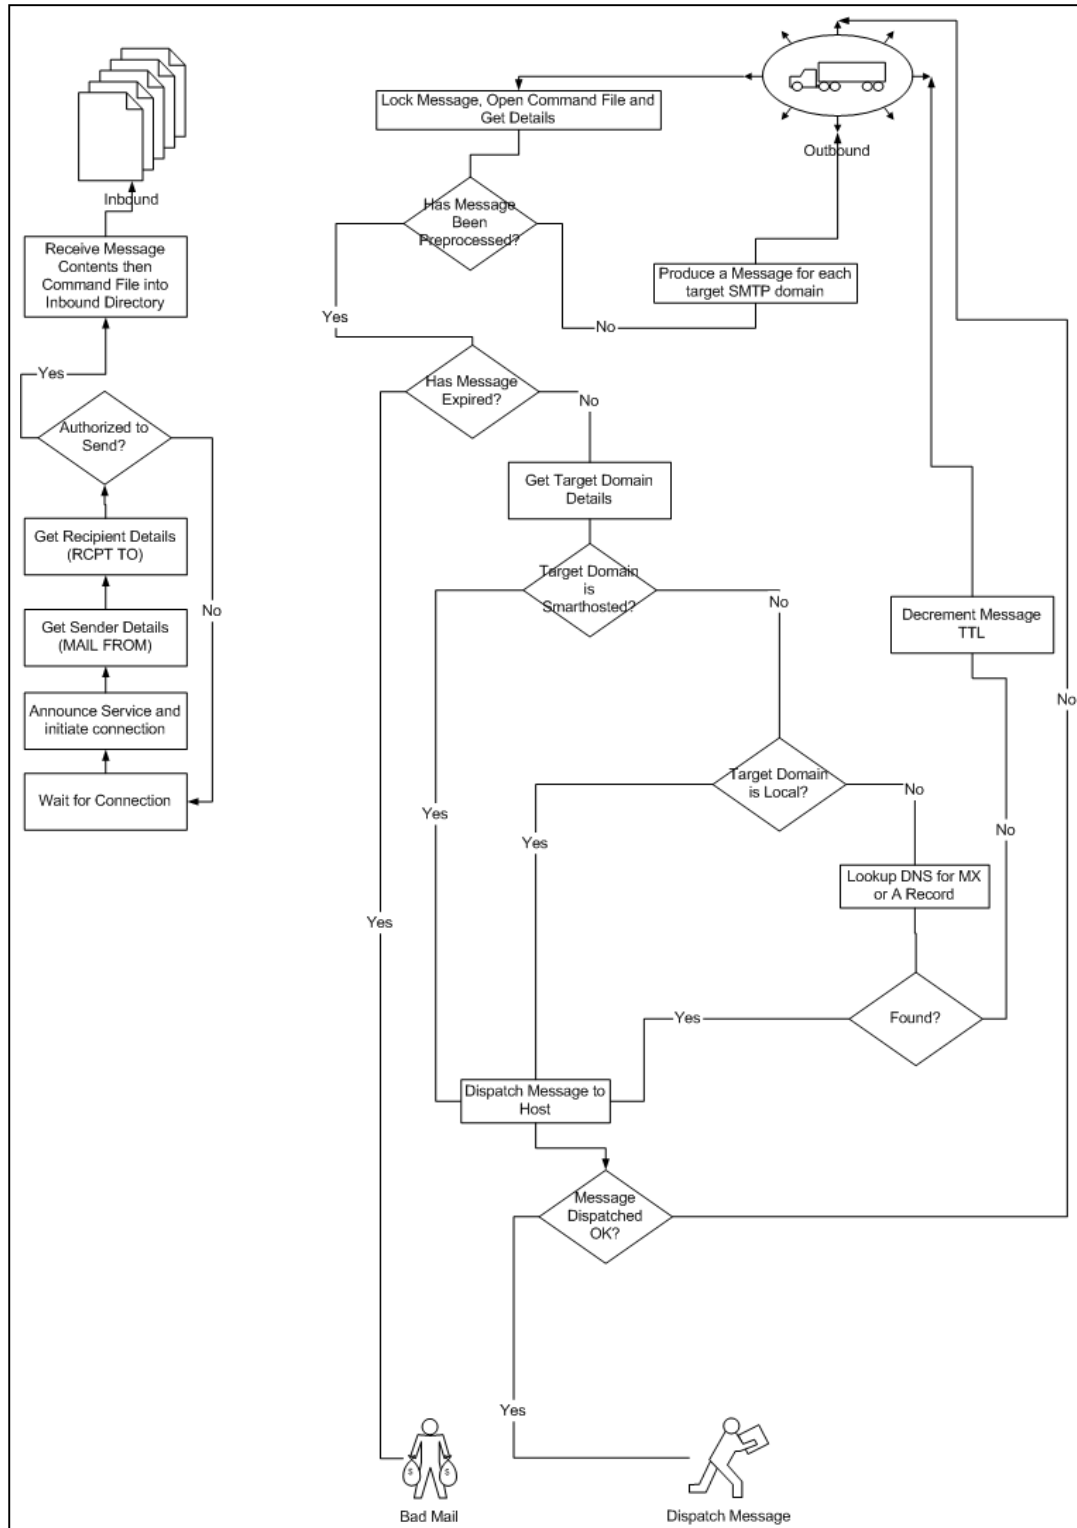 Inbound
Receive Message
Contents then
Command File into
Inbound Directory
Yes
Authorized to
Send?
Get Recipient Details
(RCPT TO)
No
Get Sender Details
(MAIL FROM)
Announce Service and
initiate connection
Wait for Connection
Lock Message, Open Command File and
Get Details
Outbound
Has Message
Been
Preprocessed?
Produce a Message for each
target SMTP domain
Yes
No
Has Message
Expired?
No
Get Target Domain
Details
Target Domain
is
Smarthosted?
No
Decrement Message
TTL
No
Target Domain
is Local?
No
Yes
Yes
No
Lookup DNS for MX
or A Record
Yes
Yes
Found?
Dispatch Message to
Host
Message
Dispatched
OK?
Yes
Bad Mail
Dispatch Message